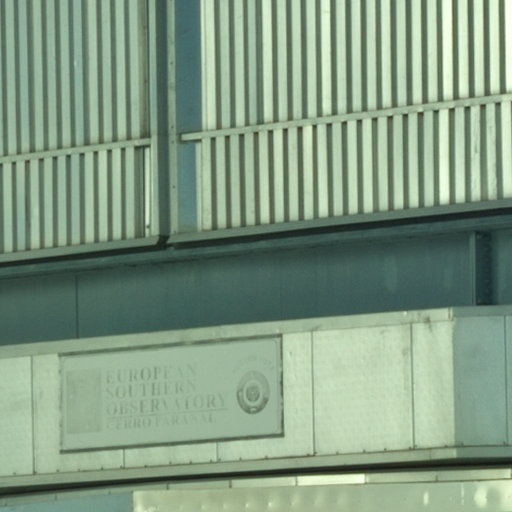 EUROPEAN
SOUTHERN
OBSERVATORY
CERRO PARANAL